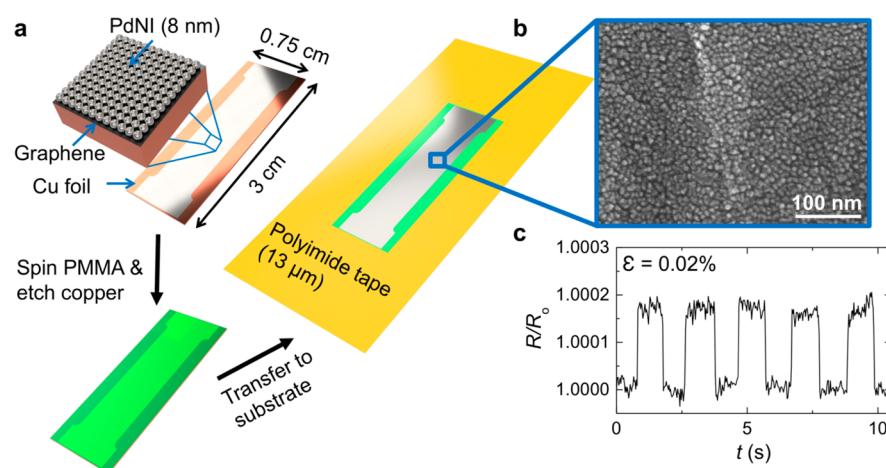 a
PdNI (8 nm)
0.75 cm
Graphene
Cu foil
3 cm
Spin PMMA &
etch copper
Polyimide tape
(13 µm)
Transfer to
substrate
b
100 nm
c
1.0003
1.0002
1.0001
1.0000
R/Ro
Ɛ = 0.02%
0
5
10
t (s)